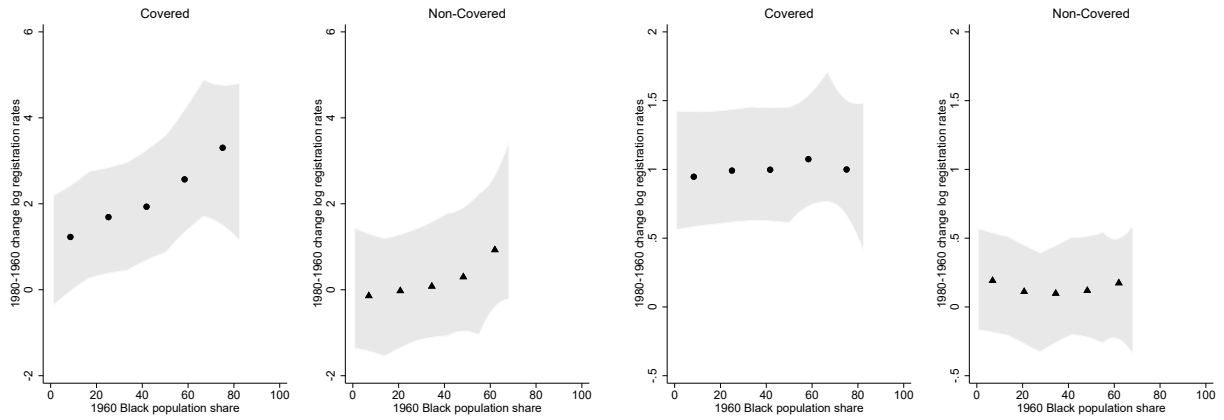 Covered
1980-1960 change log registration rates
6
4
2
0
-2
0 20 40 60 80 100
1960 Black population share
Non-Covered
1980-1960 change log registration rates
6
4
2
0
-2
0 20 40 60 80 100
1960 Black population share
Covered
1980-1960 change log registration rates
2
1.5
1
.5
0
-.5
0 20 40 60 80 100
1960 Black population share
Non-Covered
1980-1960 change log registration rates
2
1.5
1
.5
0
-.5
0 20 40 60 80 100
1960 Black population share